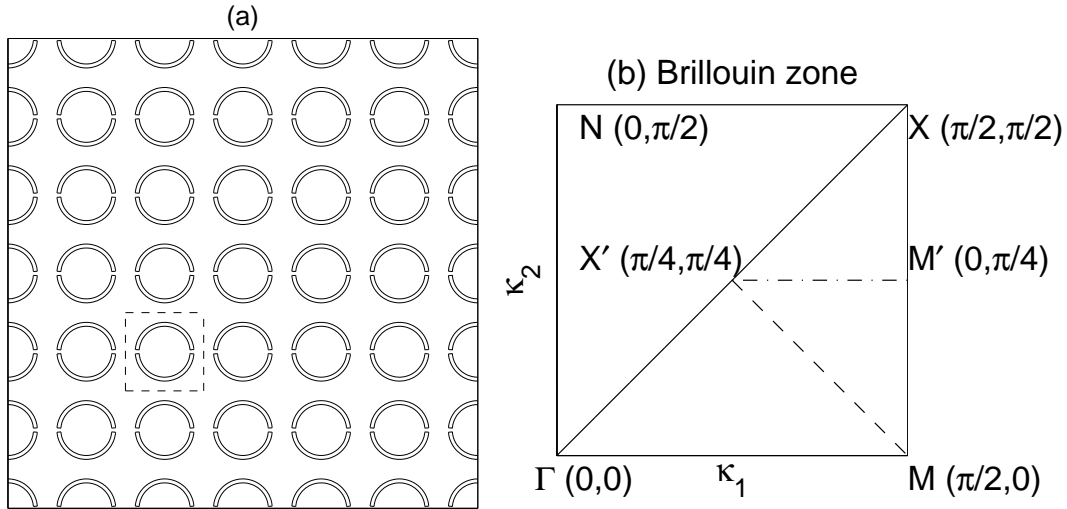 (a)
(b) Brillouin zone
N (0,π/2)
X (π/2,π/2)
X′ (π/4,π/4)
M′ (0,π/4)
κ2
Γ (0,0)
κ1
M (π/2,0)